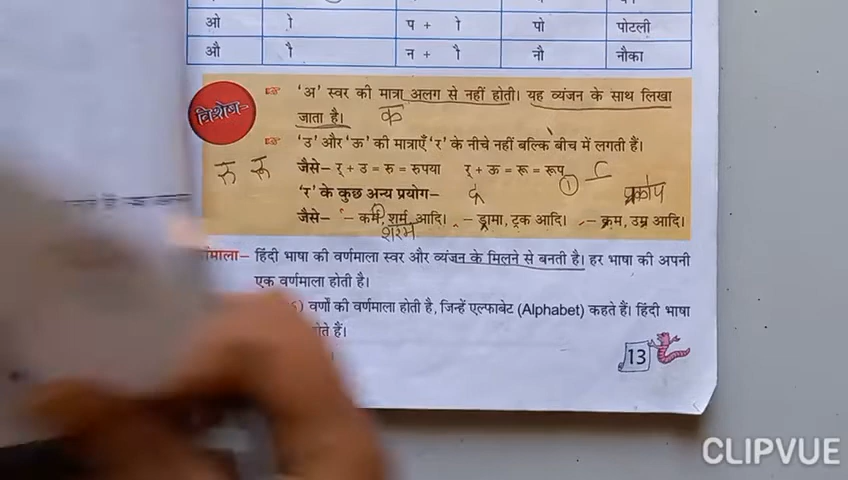 ओ ो प + ो पो पोटली
औ ौ न + ौ नौ नौका
विशेष-
'अ' स्वर की मात्रा अलग से नहीं होती। यह व्यंजन के साथ लिखा
जाता है। क
'उ' और 'ऊ' की मात्राएँ 'र' के नीचे नहीं बल्कि बीच में लगती हैं।
रु रू जैसे– र् + उ = रु = रुपया र् + ऊ = रू = रूप
'र' के कुछ अन्य प्रयोग– प्रकोप
जैसे– र्‍ – कर्म, शर्म, आदि। – ड्रामा, ट्रक आदि। – क्रम, उम्र आदि।
शरम
हिंदी भाषा की वर्णमाला स्वर और व्यंजन के मिलने से बनती है। हर भाषा की अपनी
एक वर्णमाला होती है।
वर्णों की वर्णमाला होती है, जिन्हें एल्फाबेट (Alphabet) कहते हैं। हिंदी भाषा
होते हैं।
13
CLIPVUE